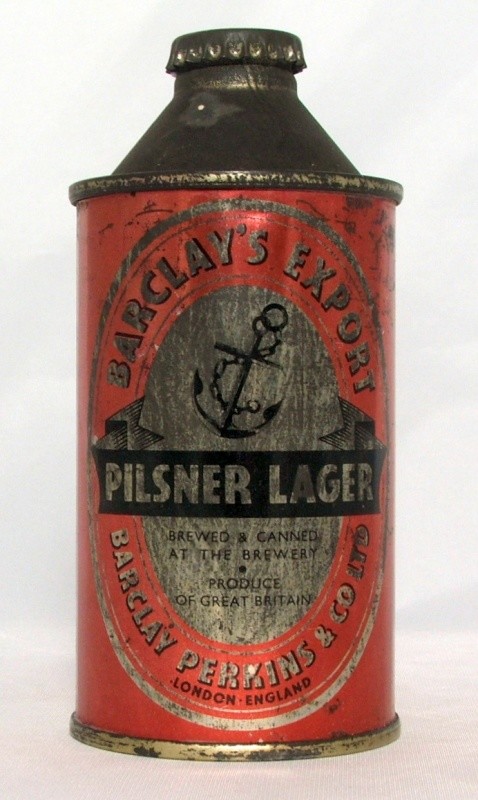 BARCLAY'S EXPORT
PILSNER LAGER
BREWED & CANNED
AT THE BREWERY
•
PRODUCE
OF GREAT BRITAIN
BARCLAY PERKINS & CO LTD
·LONDON·ENGLAND